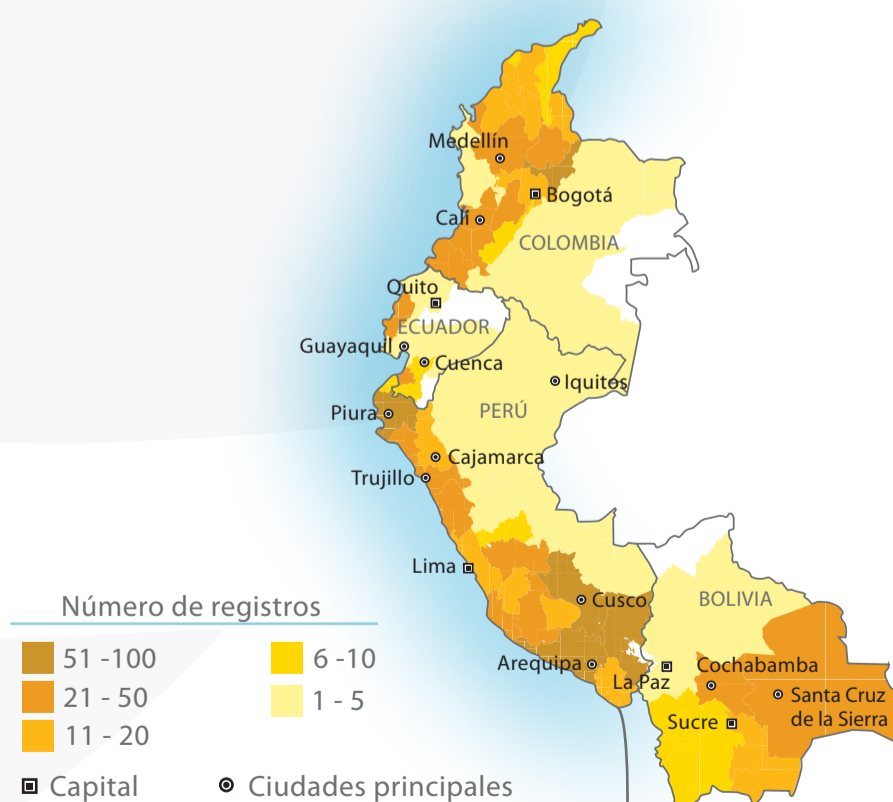 Medellín
Bogotá
Cali
COLOMBIA
Quito
ECUADOR
Guayaquil
Cuenca
Iquitos
Piura
PERÚ
Cajamarca
Trujillo
Lima
Cusco
BOLIVIA
Arequipa
La Paz
Cochabamba
Santa Cruz
de la Sierra
Sucre
Número de registros
51 -100
6 -10
21 - 50
1 - 5
11 - 20
Capital
Ciudades principales